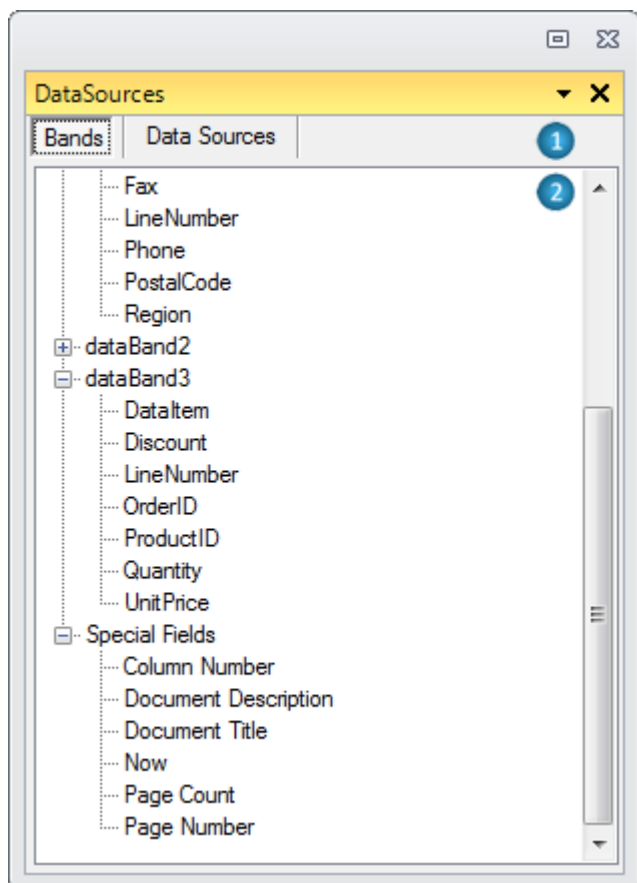 DataSources
Bands Data Sources 1
2
Fax
LineNumber
Phone
PostalCode
Region
dataBand2
dataBand3
DataItem
Discount
LineNumber
OrderID
ProductID
Quantity
UnitPrice
Special Fields
Column Number
Document Description
Document Title
Now
Page Count
Page Number